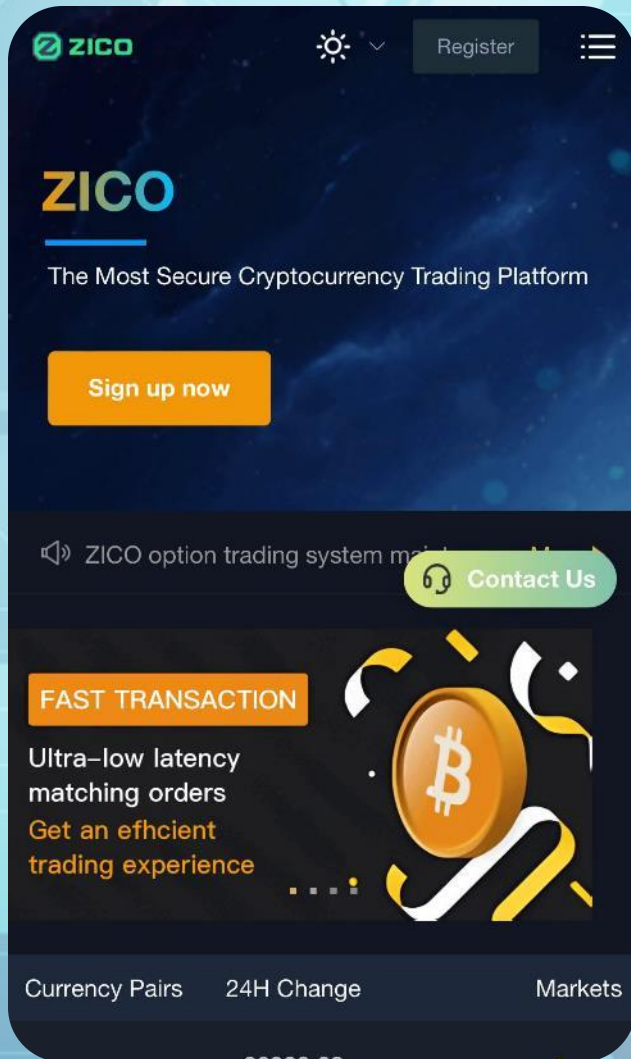 ZICO
Register
ZICO
The Most Secure Cryptocurrency Trading Platform
Sign up now
ZICO option trading system
Contact Us
FAST TRANSACTION
Ultra-low latency
matching orders
Get an efhcient
trading experience
Currency Pairs 24H Change Markets